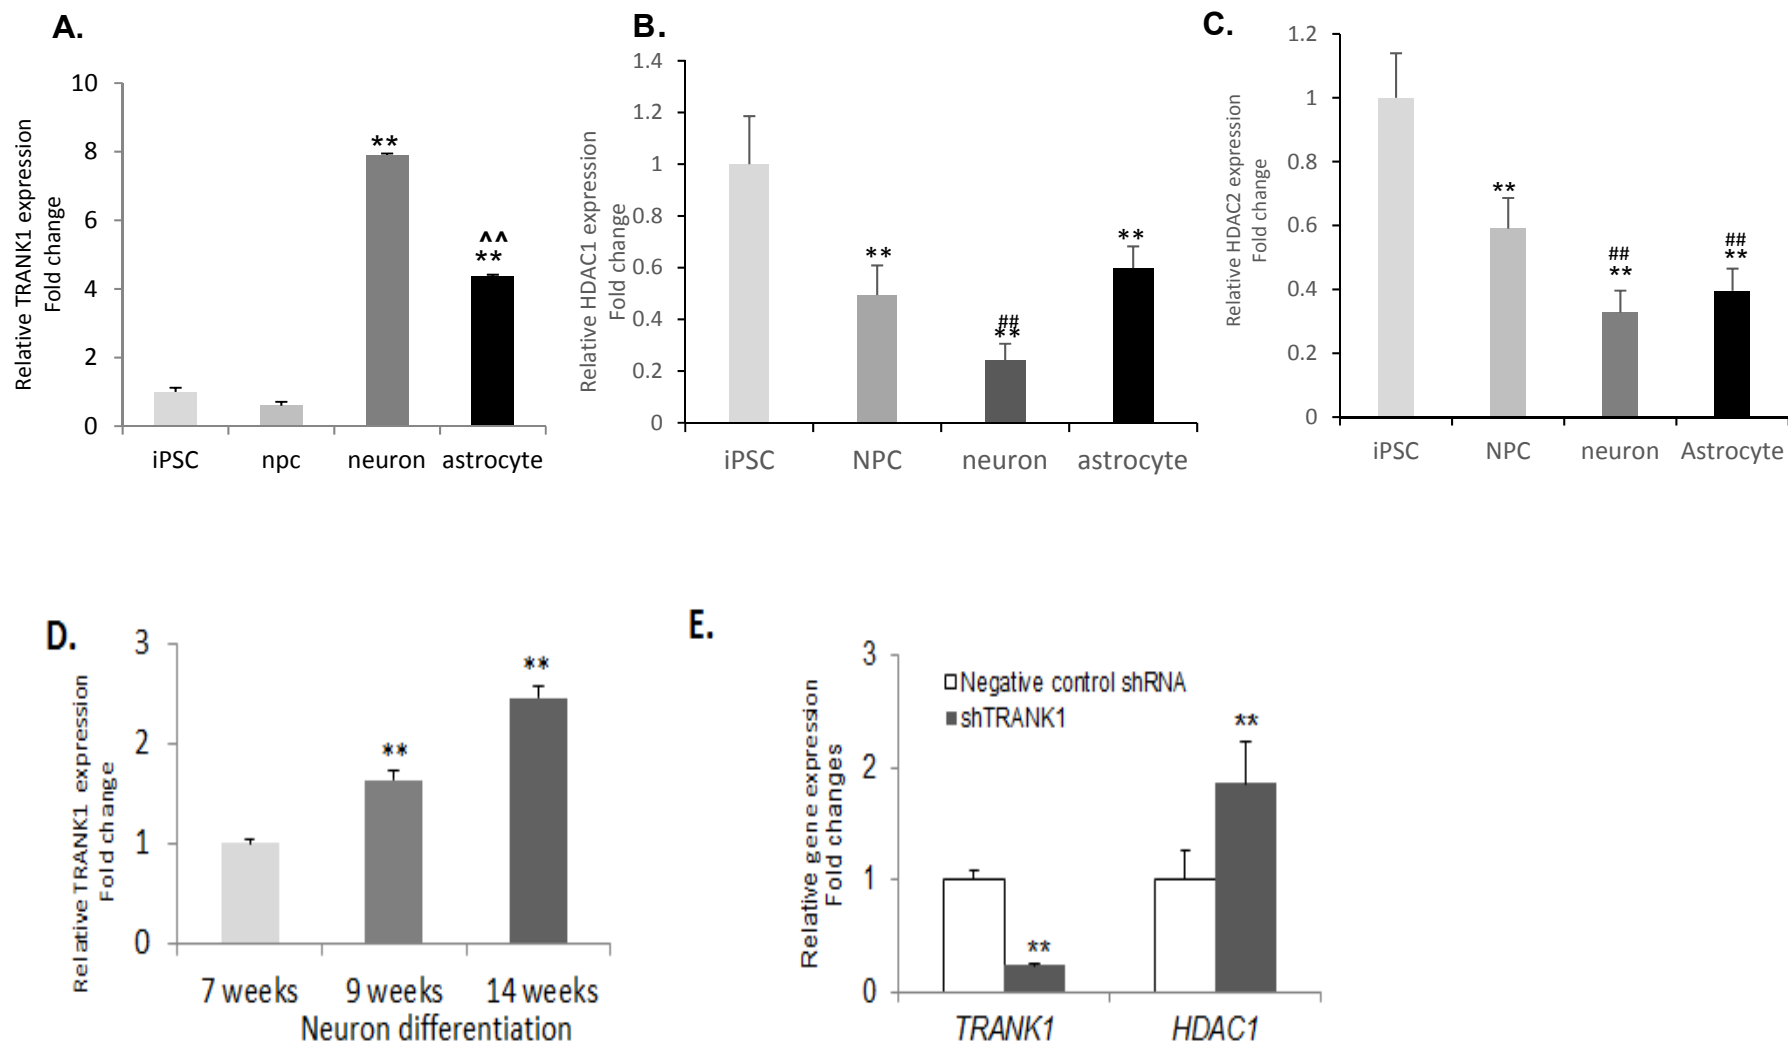 A.
Relative TRANK1 expression
Fold change
10
8
6
4
2
0
**
^^
**
iPSC npc neuron astrocyte
B.
Relative HDAC1 expression
Fold change
1.4
1.2
1
0.8
0.6
0.4
0.2
0
**
##
**
**
iPSC NPC neuron astrocyte
C.
Relative HDAC2 expression
Fold change
1.2
1
0.8
0.6
0.4
0.2
0
**
##
**
##
**
iPSC NPC neuron Astrocyte
D.
Relative TRANK1 expression
Fold change
3
2
1
0
**
**
7 weeks 9 weeks 14 weeks
Neuron differentiation
E.
Relative gene expression
Fold changes
3
2
1
0
Negative control shRNA
shTRANK1
**
**
TRANK1 HDAC1